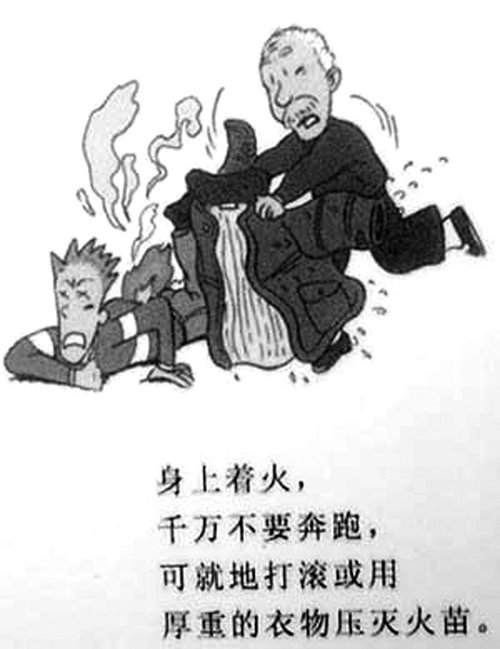 身上着火，
千万不要奔跑，
可就地打滚或用
厚重的衣物压灭火苗。